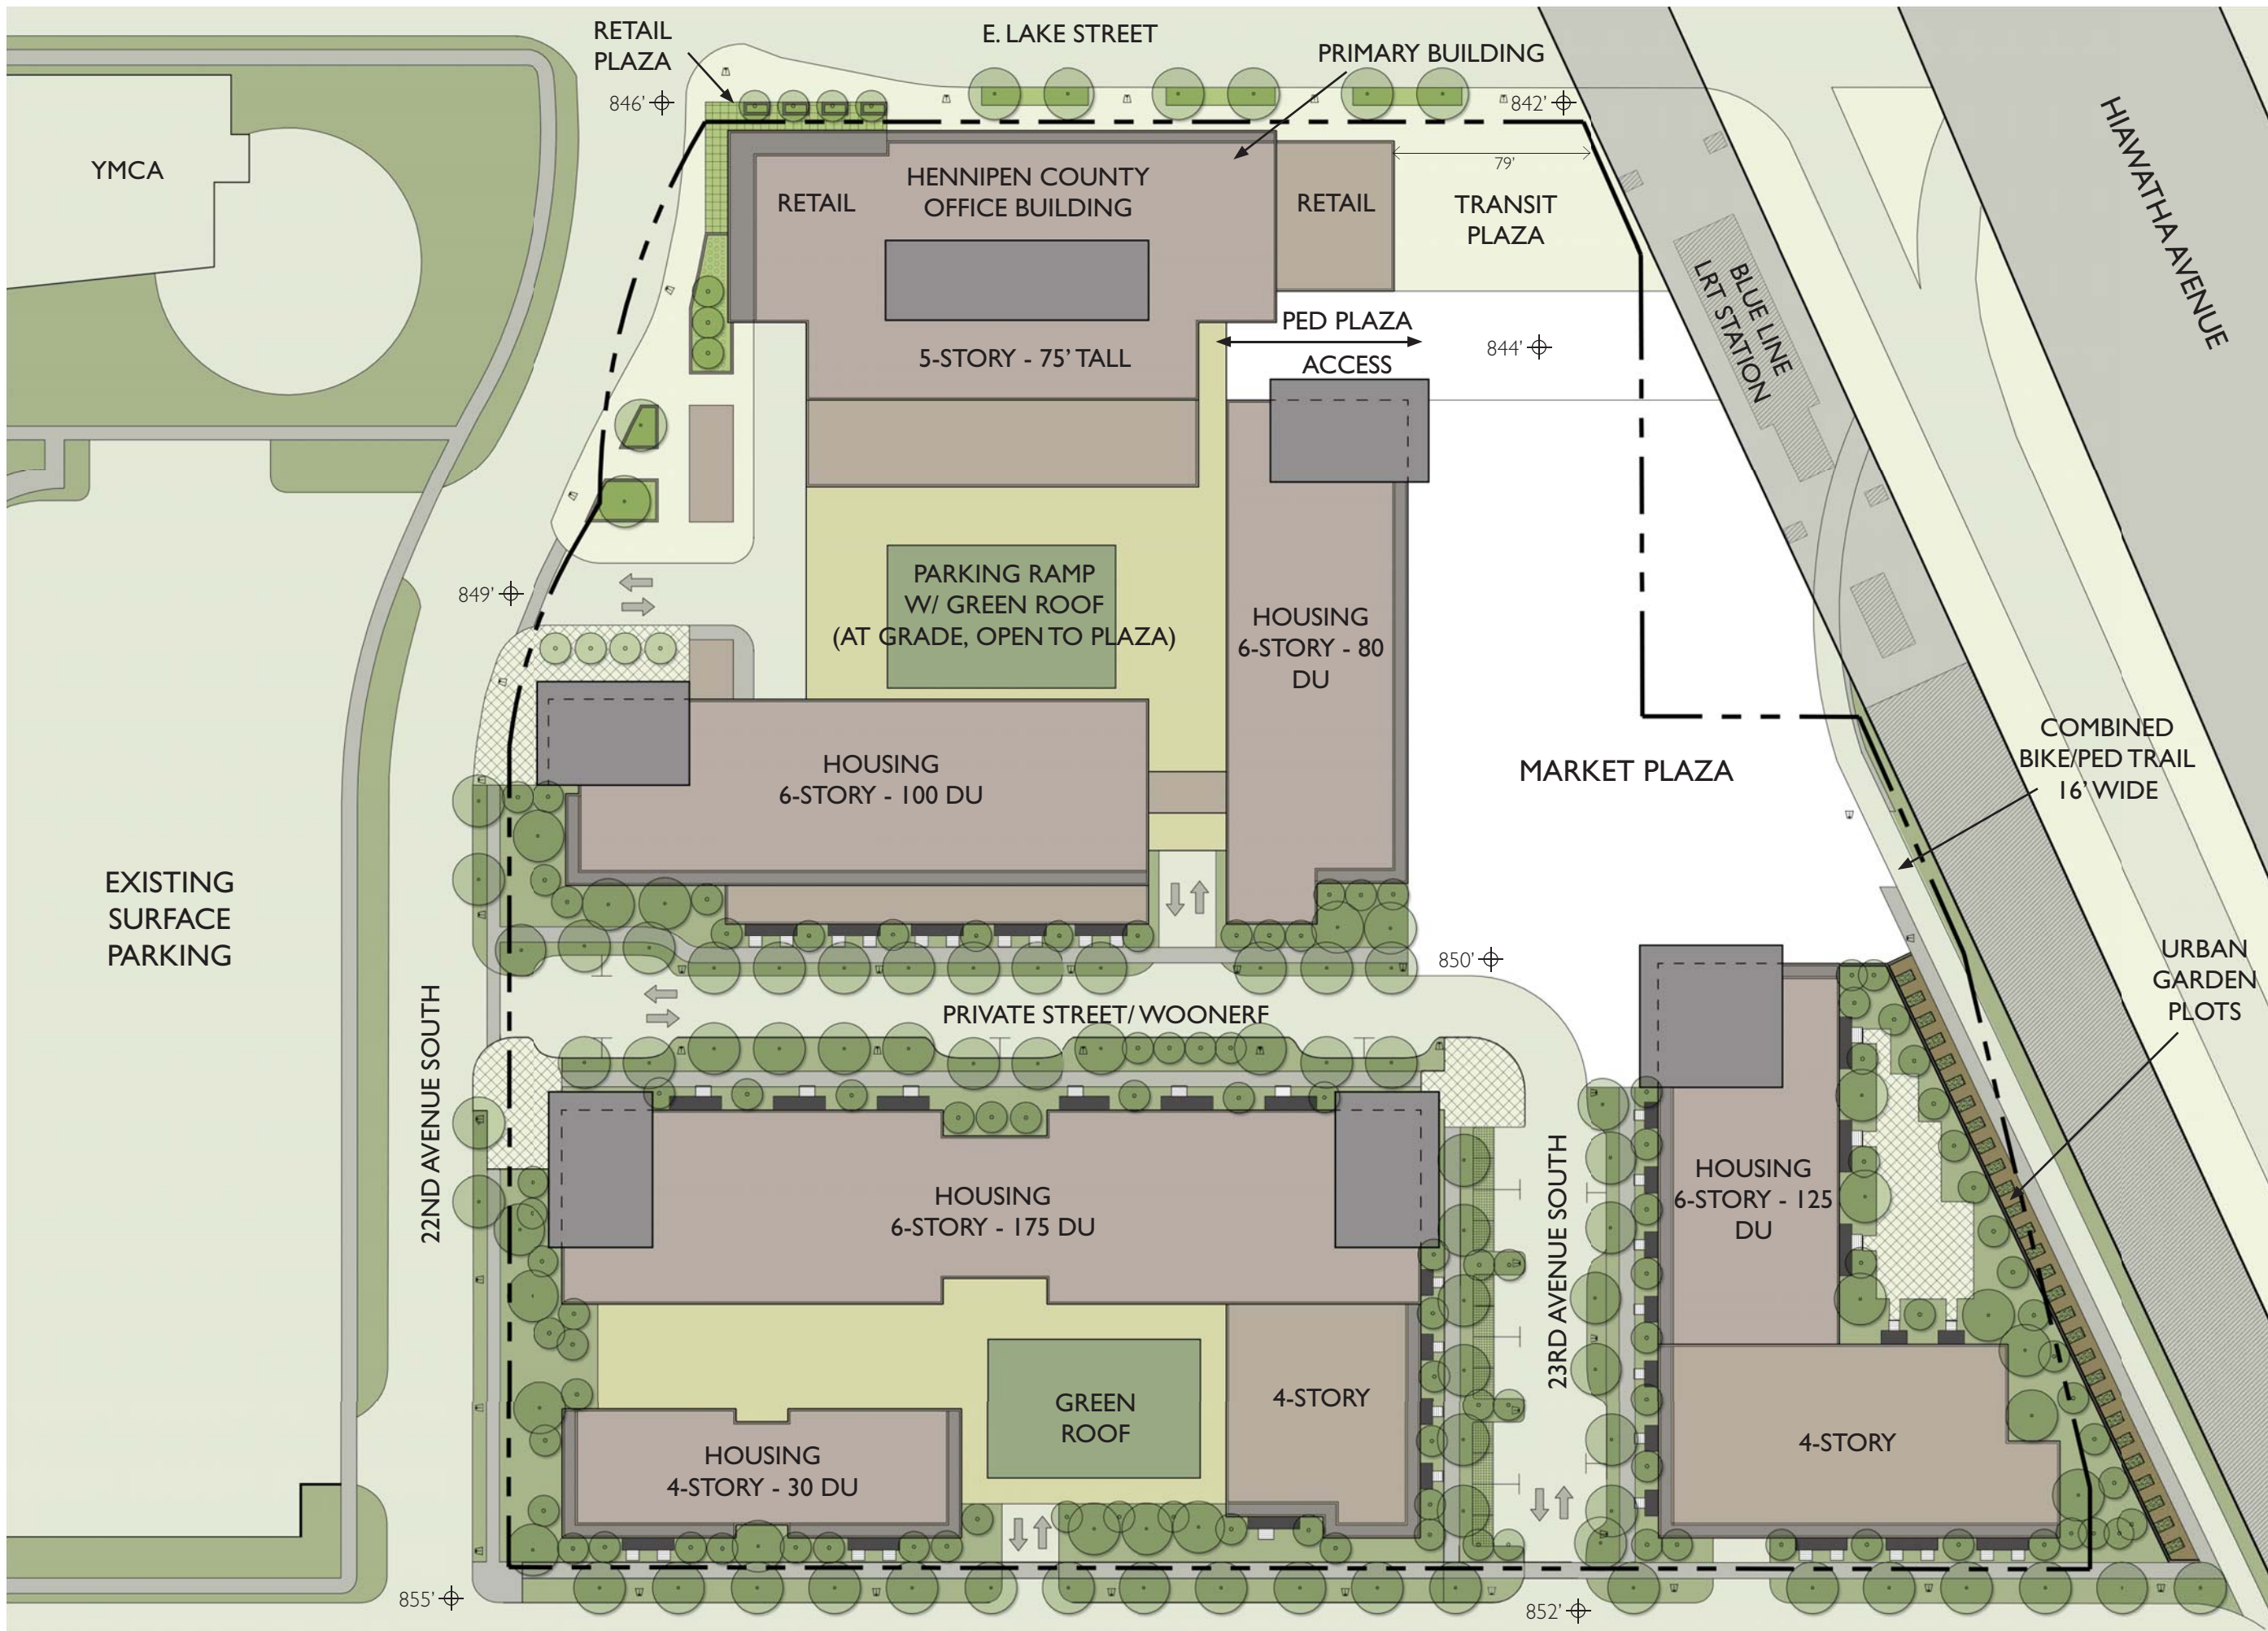 RETAIL
PLAZA
E. LAKE STREET
PRIMARY BUILDING
846'
842'
HIAWATHA AVENUE
YMCA
79'
HENNIPEN COUNTY
OFFICE BUILDING
RETAIL
RETAIL
TRANSIT
PLAZA
BLUE LINE
LRT STATION
PED PLAZA
ACCESS
844'
5-STORY - 75' TALL
849'
PARKING RAMP
W/ GREEN ROOF
(AT GRADE, OPEN TO PLAZA)
HOUSING
6-STORY - 80
DU
COMBINED
BIKE/PED TRAIL
16' WIDE
MARKET PLAZA
HOUSING
6-STORY - 100 DU
EXISTING
SURFACE
PARKING
URBAN
GARDEN
PLOTS
850'
PRIVATE STREET/ WOONERF
22ND AVENUE SOUTH
HOUSING
6-STORY - 175 DU
23RD AVENUE SOUTH
HOUSING
6-STORY - 125
DU
GREEN
ROOF
4-STORY
4-STORY
HOUSING
4-STORY - 30 DU
855'
852'